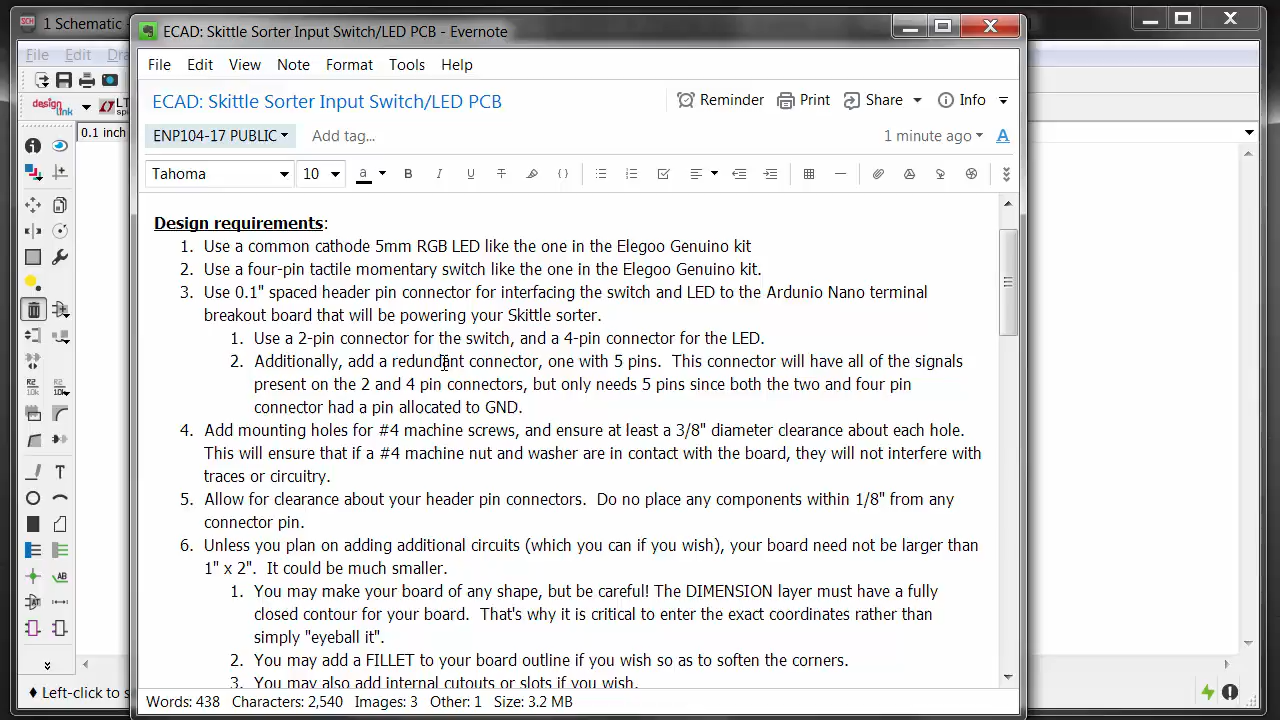 1 Schematic
ECAD: Skittle Sorter Input Switch/LED PCB - Evernote
File Edit
File Edit View Note Format Tools Help
design link
ECAD: Skittle Sorter Input Switch/LED PCB
Reminder Print Share Info
0.1 inch
ENP104-17 PUBLIC Add tag... 1 minute ago A
Tahoma 10 a B I U T
Design requirements:
1. Use a common cathode 5mm RGB LED like the one in the Elegoo Genuino kit
2. Use a four-pin tactile momentary switch like the one in the Elegoo Genuino kit.
3. Use 0.1" spaced header pin connector for interfacing the switch and LED to the Ardunio Nano terminal
breakout board that will be powering your Skittle sorter.
1. Use a 2-pin connector for the switch, and a 4-pin connector for the LED.
2. Additionally, add a redundant connector, one with 5 pins. This connector will have all of the signals
present on the 2 and 4 pin connectors, but only needs 5 pins since both the two and four pin
connector had a pin allocated to GND.
4. Add mounting holes for #4 machine screws, and ensure at least a 3/8" diameter clearance about each hole.
This will ensure that if a #4 machine nut and washer are in contact with the board, they will not interfere with
traces or circuitry.
5. Allow for clearance about your header pin connectors. Do no place any components within 1/8" from any
connector pin.
6. Unless you plan on adding additional circuits (which you can if you wish), your board need not be larger than
1" x 2". It could be much smaller.
1. You may make your board of any shape, but be careful! The DIMENSION layer must have a fully
closed contour for your board. That's why it is critical to enter the exact coordinates rather than
simply "eyeball it".
2. You may add a FILLET to your board outline if you wish so as to soften the corners.
3. You may also add internal cutouts or slots if you wish.
Left-click to s
Words: 438 Characters: 2,540 Images: 3 Other: 1 Size: 3.2 MB